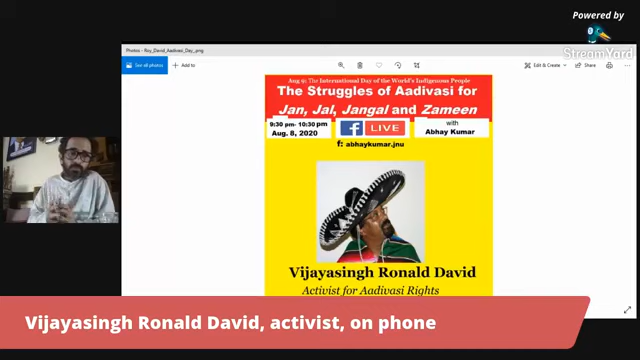 Powered by
StreamYard
Photos - Roy_David_Aadivasi_Day_.png
See all photos
Add to
Edit & Create
Share
Aug 9: The International Day of the World's Indigenous People
The Struggles of Aadivasi for
Jan, Jal, Jangal and Zameen
9:30 pm- 10:30 pm
Aug. 8, 2020
f LIVE
with
Abhay Kumar
f: abhaykumar.jnu
Vijayasingh Ronald David
Activist for Aadivasi Rights
Vijayasingh Ronald David, activist, on phone